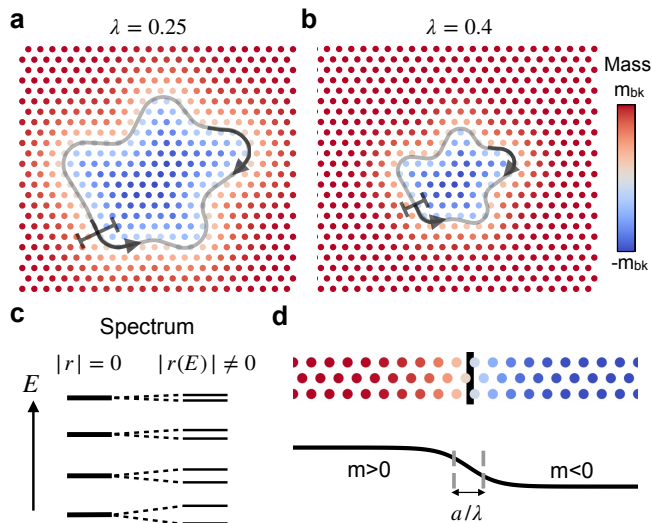 a
λ = 0.25
b
λ = 0.4
Mass
m_bk
-m_bk
c
Spectrum
|r| = 0
|r(E)| ≠ 0
E
d
m>0
m<0
a/λ